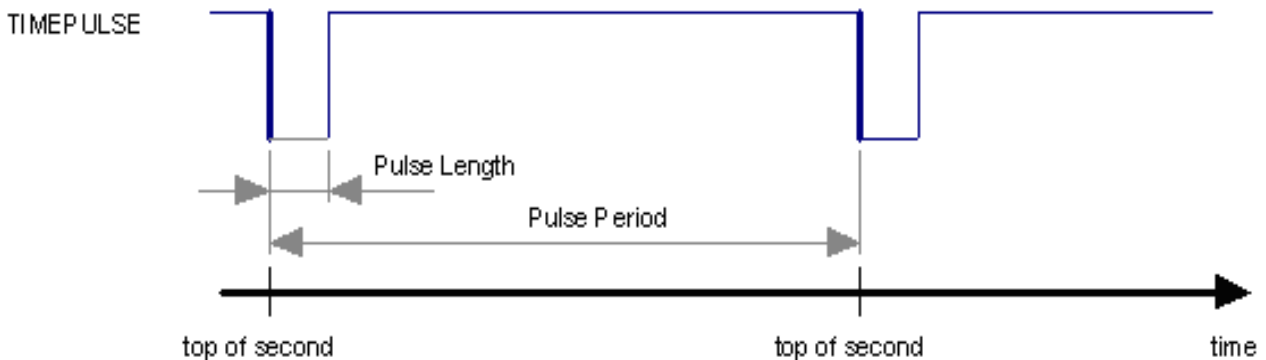 TIMEPULSE
Pulse Length
Pulse Period
top of second
top of second
time